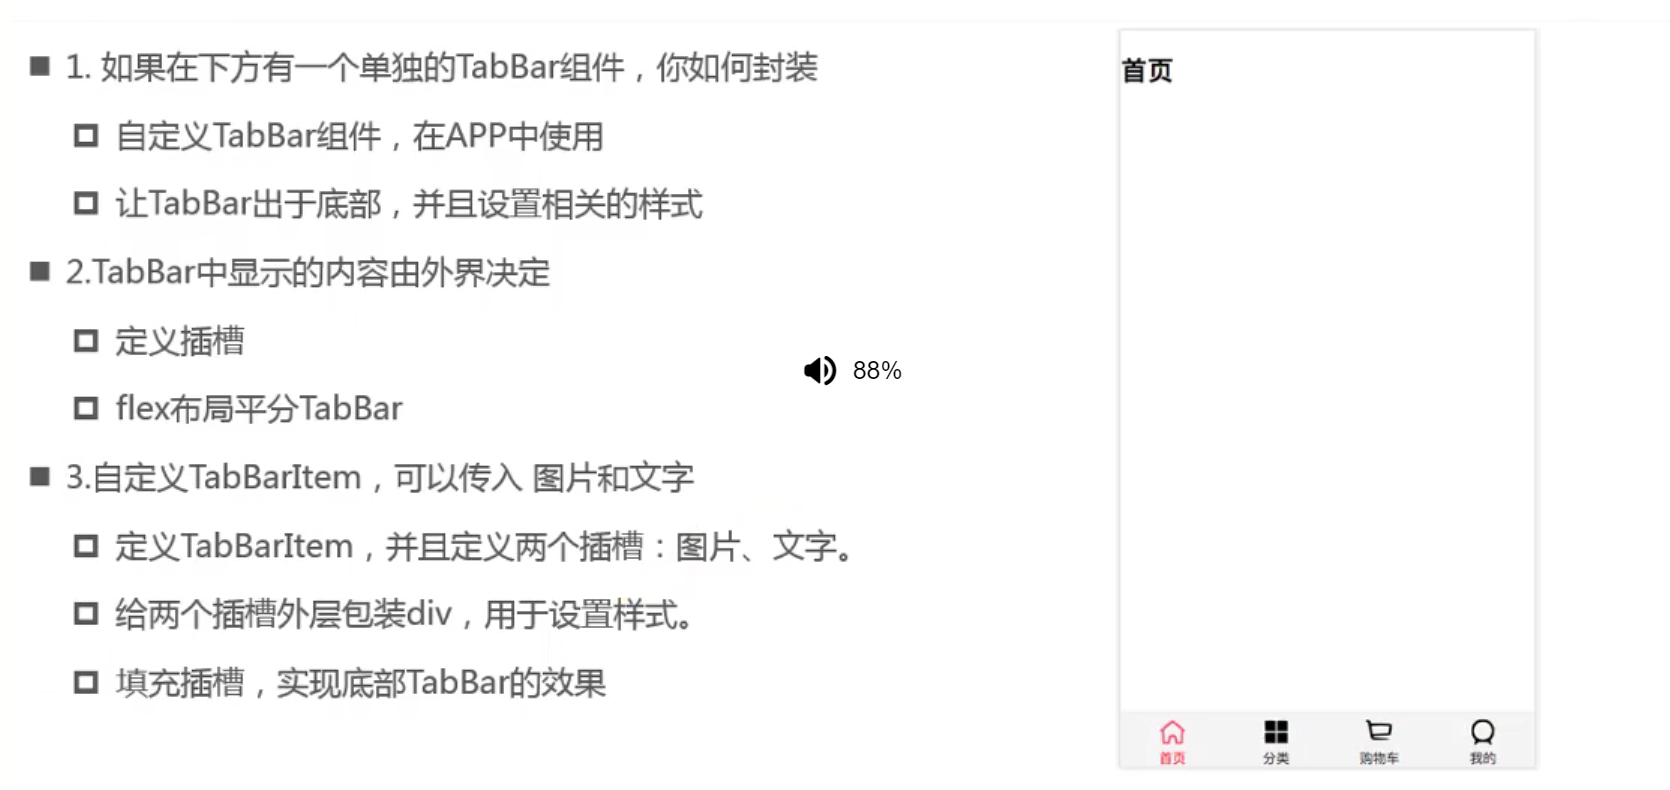 1. 如果在下方有一个单独的TabBar组件，你如何封装
自定义TabBar组件，在APP中使用
让TabBar出于底部，并且设置相关的样式
2.TabBar中显示的内容由外界决定
定义插槽
flex布局平分TabBar
3.自定义TabBarItem，可以传入 图片和文字
定义TabBarItem，并且定义两个插槽：图片、文字。
给两个插槽外层包装div，用于设置样式。
填充插槽，实现底部TabBar的效果
88%
首页
首页 分类 购物车 我的